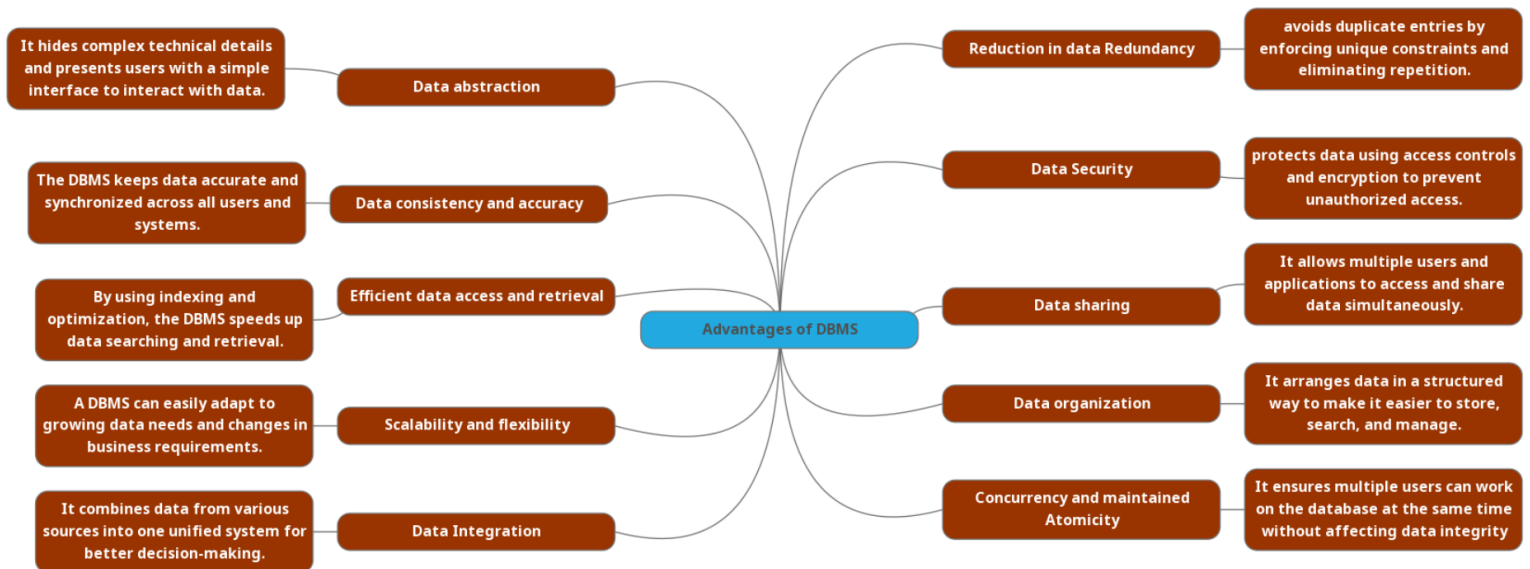 Advantages of DBMS
Reduction in data Redundancy
avoids duplicate entries by
enforcing unique constraints and
eliminating repetition.
Data Security
protects data using access controls
and encryption to prevent
unauthorized access.
Data sharing
It allows multiple users and
applications to access and share
data simultaneously.
Data organization
It arranges data in a structured
way to make it easier to store,
search, and manage.
Concurrency and maintained
Atomicity
It ensures multiple users can work
on the database at the same time
without affecting data integrity
Data abstraction
It hides complex technical details
and presents users with a simple
interface to interact with data.
Data consistency and accuracy
The DBMS keeps data accurate and
synchronized across all users and
systems.
Efficient data access and retrieval
By using indexing and
optimization, the DBMS speeds up
data searching and retrieval.
Scalability and flexibility
A DBMS can easily adapt to
growing data needs and changes in
business requirements.
Data Integration
It combines data from various
sources into one unified system for
better decision-making.